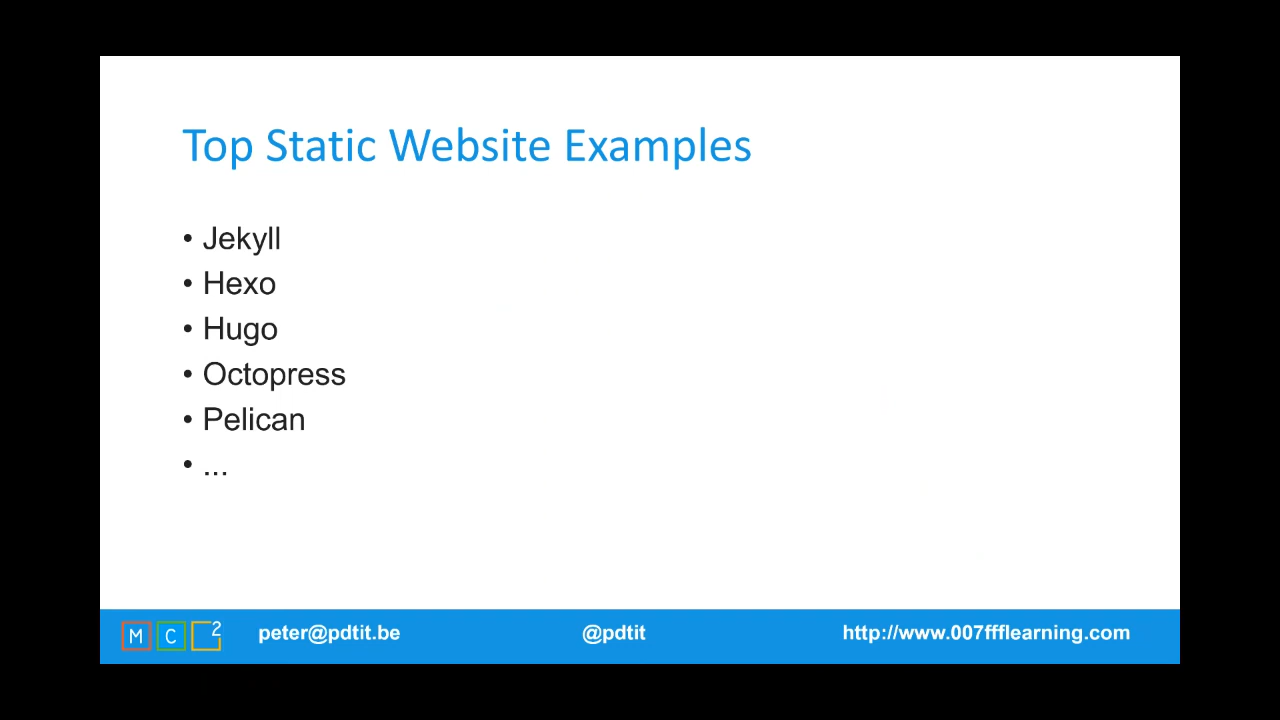 Top Static Website Examples
• Jekyll
• Hexo
• Hugo
• Octopress
• Pelican
• ...
M C 2 peter@pdtit.be @pdtit http://www.007ffflearning.com